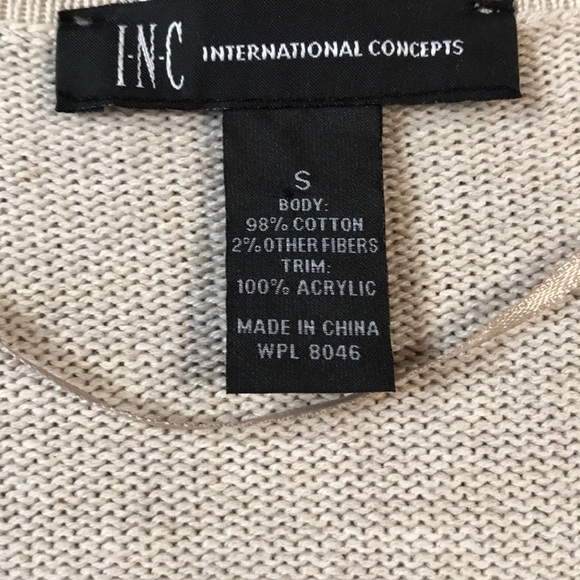 I·N·C INTERNATIONAL CONCEPTS
S
BODY:
98% COTTON
2% OTHER FIBERS
TRIM:
100% ACRYLIC
MADE IN CHINA
WPL 8046